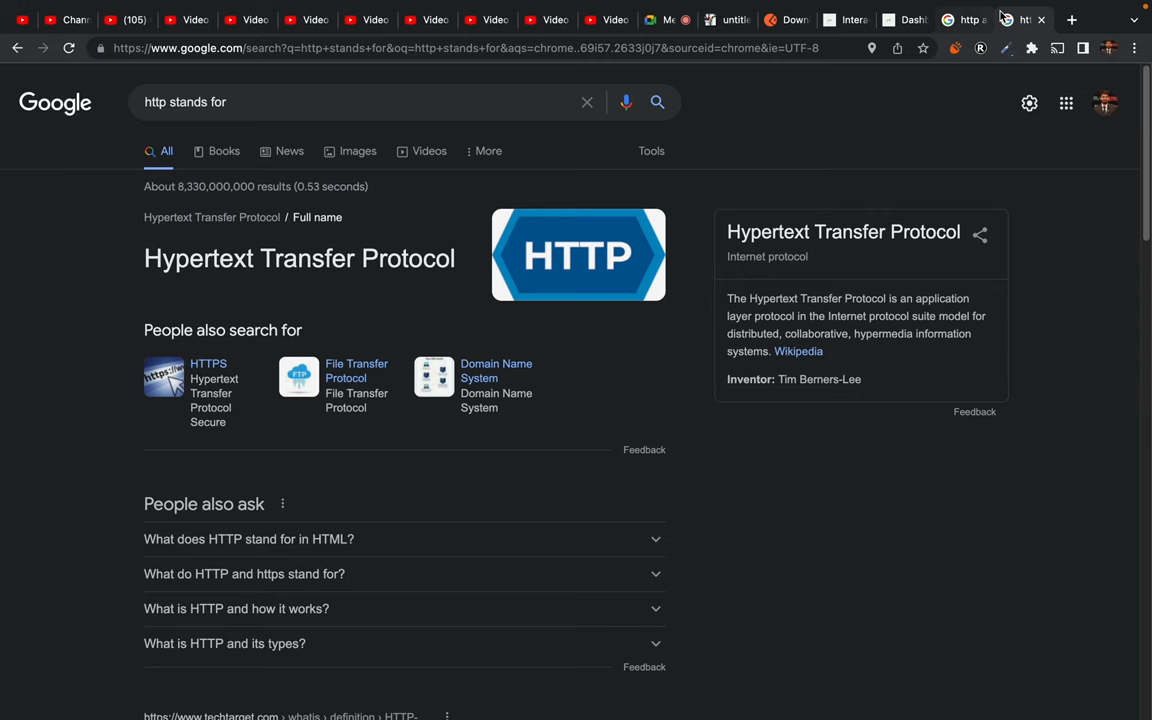 Chann
(105)
Video
Video
Video
Video
Video
Video
Video
Video
Me
untitle
Down
Intera
Dashb
http a
htt
https://www.google.com/search?q=http+stands+for&oq=http+stands+for&aqs=chrome..69i57.2633j0j7&sourceid=chrome&ie=UTF-8
Google
http stands for
All
Books
News
Images
Videos
More
Tools
About 8,330,000,000 results (0.53 seconds)
Hypertext Transfer Protocol / Full name
Hypertext Transfer Protocol
HTTP
Hypertext Transfer Protocol
Internet protocol
The Hypertext Transfer Protocol is an application
layer protocol in the Internet protocol suite model for
distributed, collaborative, hypermedia information
systems. Wikipedia
Inventor: Tim Berners-Lee
Feedback
People also search for
https://w
HTTPS
Hypertext
Transfer
Protocol
Secure
FTP
File Transfer
Protocol
File Transfer
Protocol
Domain Name
System
Domain Name
System
Feedback
People also ask
What does HTTP stand for in HTML?
What do HTTP and https stand for?
What is HTTP and how it works?
What is HTTP and its types?
Feedback
https://www.techtarget.com › whatis › definition › HTTP-